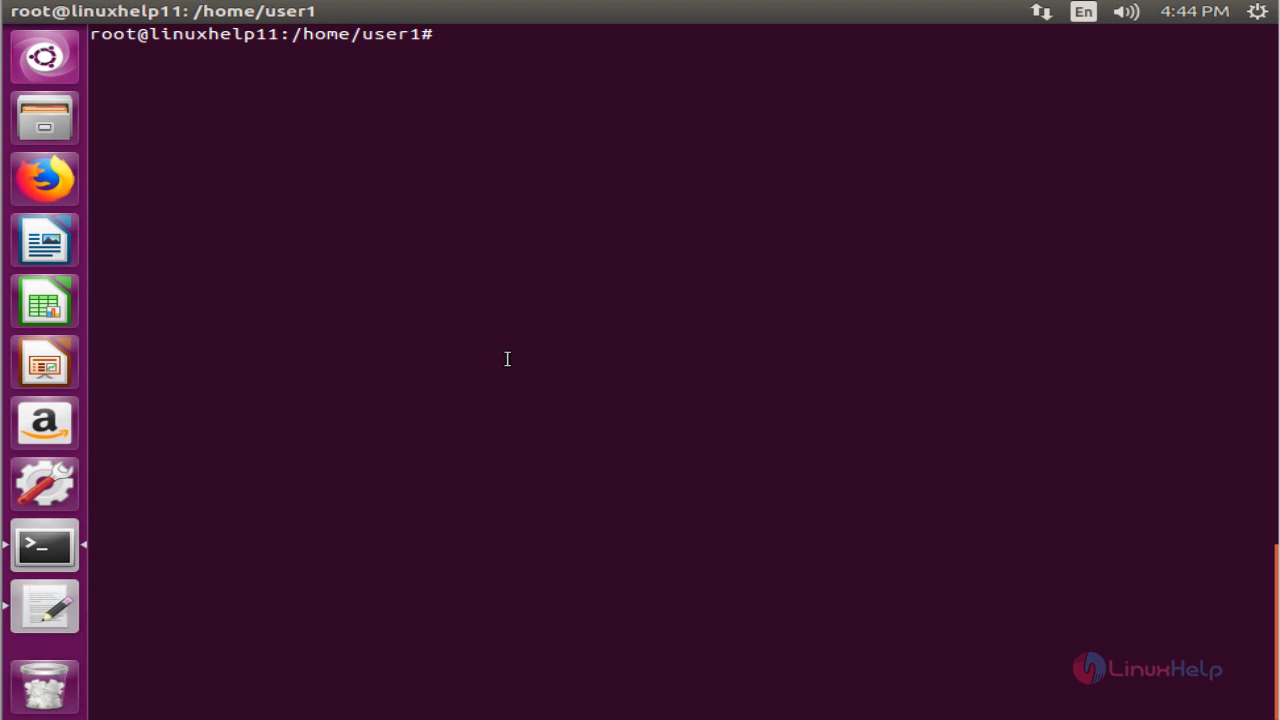 root@linuxhelp11: /home/user1
En
4:44 PM
root@linuxhelp11:/home/user1#
a
>_
LinuxHelp